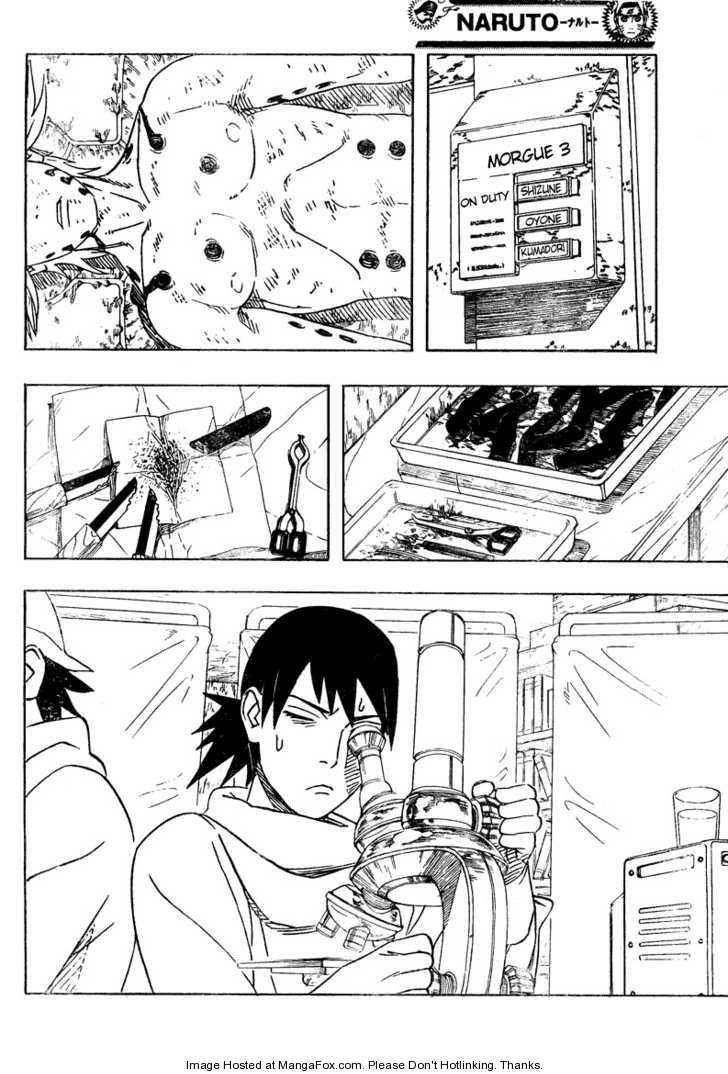 NARUTO -ナルト-
MORGUE 3
ON DUTY
SHIZUNE
OYONE
KUMADORI
Image Hosted at MangaFox.com. Please Don't Hotlinking. Thanks.